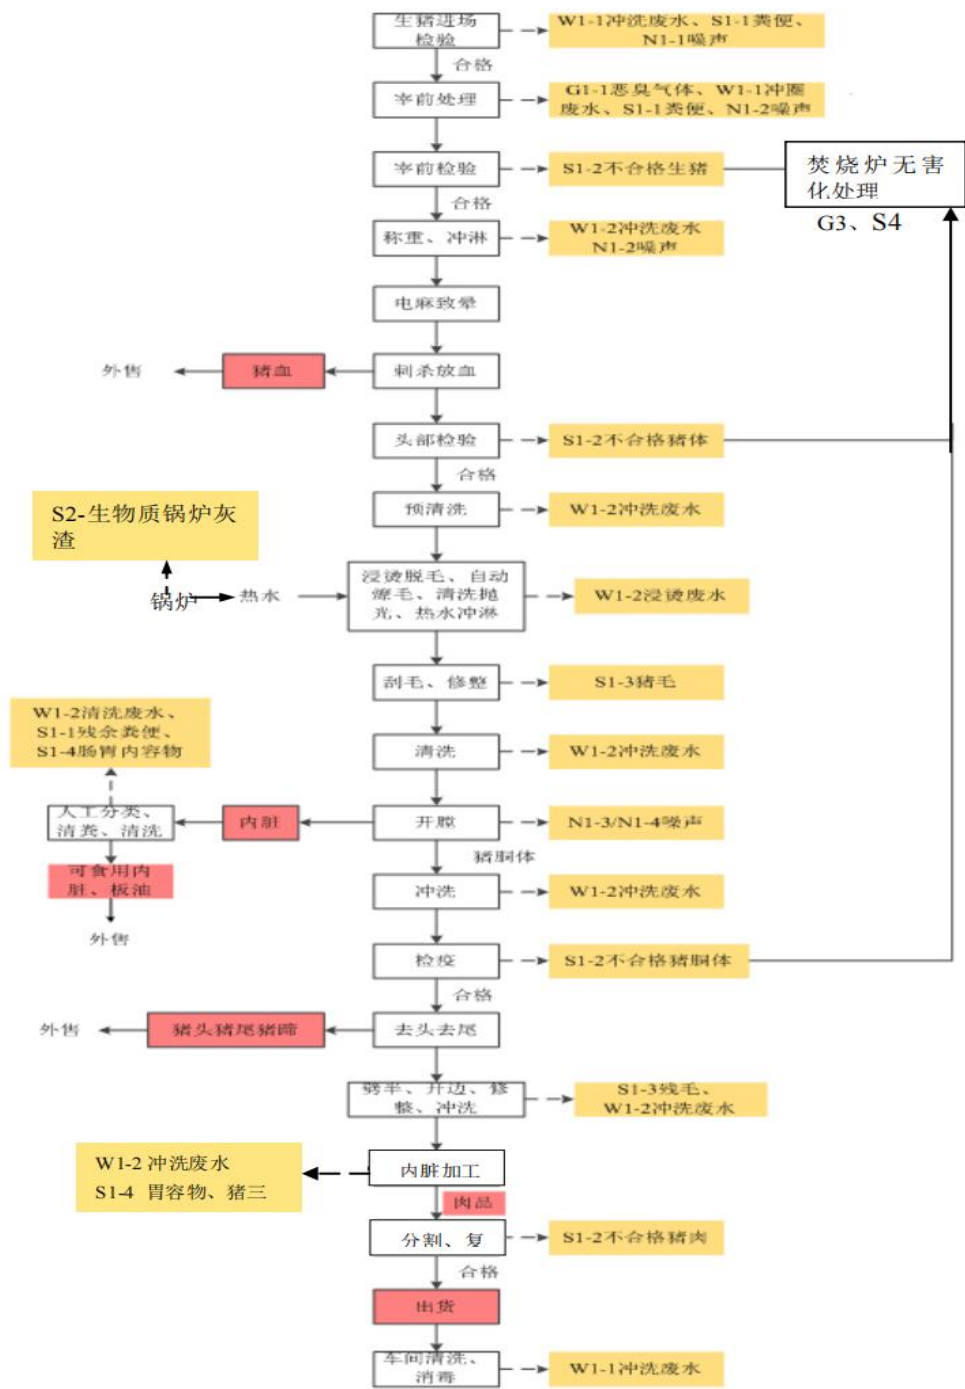 生猪进场
检验
W1-1冲洗废水、S1-1粪便、
N1-1噪声
合格
宰前处理
G1-1恶臭气体、W1-1冲圈
废水、S1-1粪便、N1-2噪声
宰前检验
S1-2不合格生猪
焚烧炉无害
化处理
G3、S4
合格
称重、冲淋
W1-2冲洗废水
N1-2噪声
电麻致晕
外售
猪血
刺杀放血
头部检验
S1-2不合格猪体
合格
预清洗
W1-2冲洗废水
S2-生物质锅炉灰
渣
锅炉
热水
浸烫脱毛、自动
燎毛、清洗抛
光、热水冲淋
W1-2浸烫废水
刮毛、修整
S1-3猪毛
W1-2清洗废水、
S1-1残余粪便、
S1-4肠胃内容物
清洗
W1-2冲洗废水
人工分类、
清粪、清洗
内脏
开膛
N1-3/N1-4噪声
猪胴体
可食用内
脏、板油
外售
冲洗
W1-2冲洗废水
检疫
S1-2不合格猪胴体
合格
外售
猪头猪尾猪蹄
去头去尾
劈半、开边、修
整、冲洗
S1-3残毛、
W1-2冲洗废水
W1-2 冲洗废水
S1-4 胃容物、猪三
内脏加工
肉品
分割、复
S1-2不合格猪肉
合格
出货
车间清洗、
消毒
W1-1冲洗废水